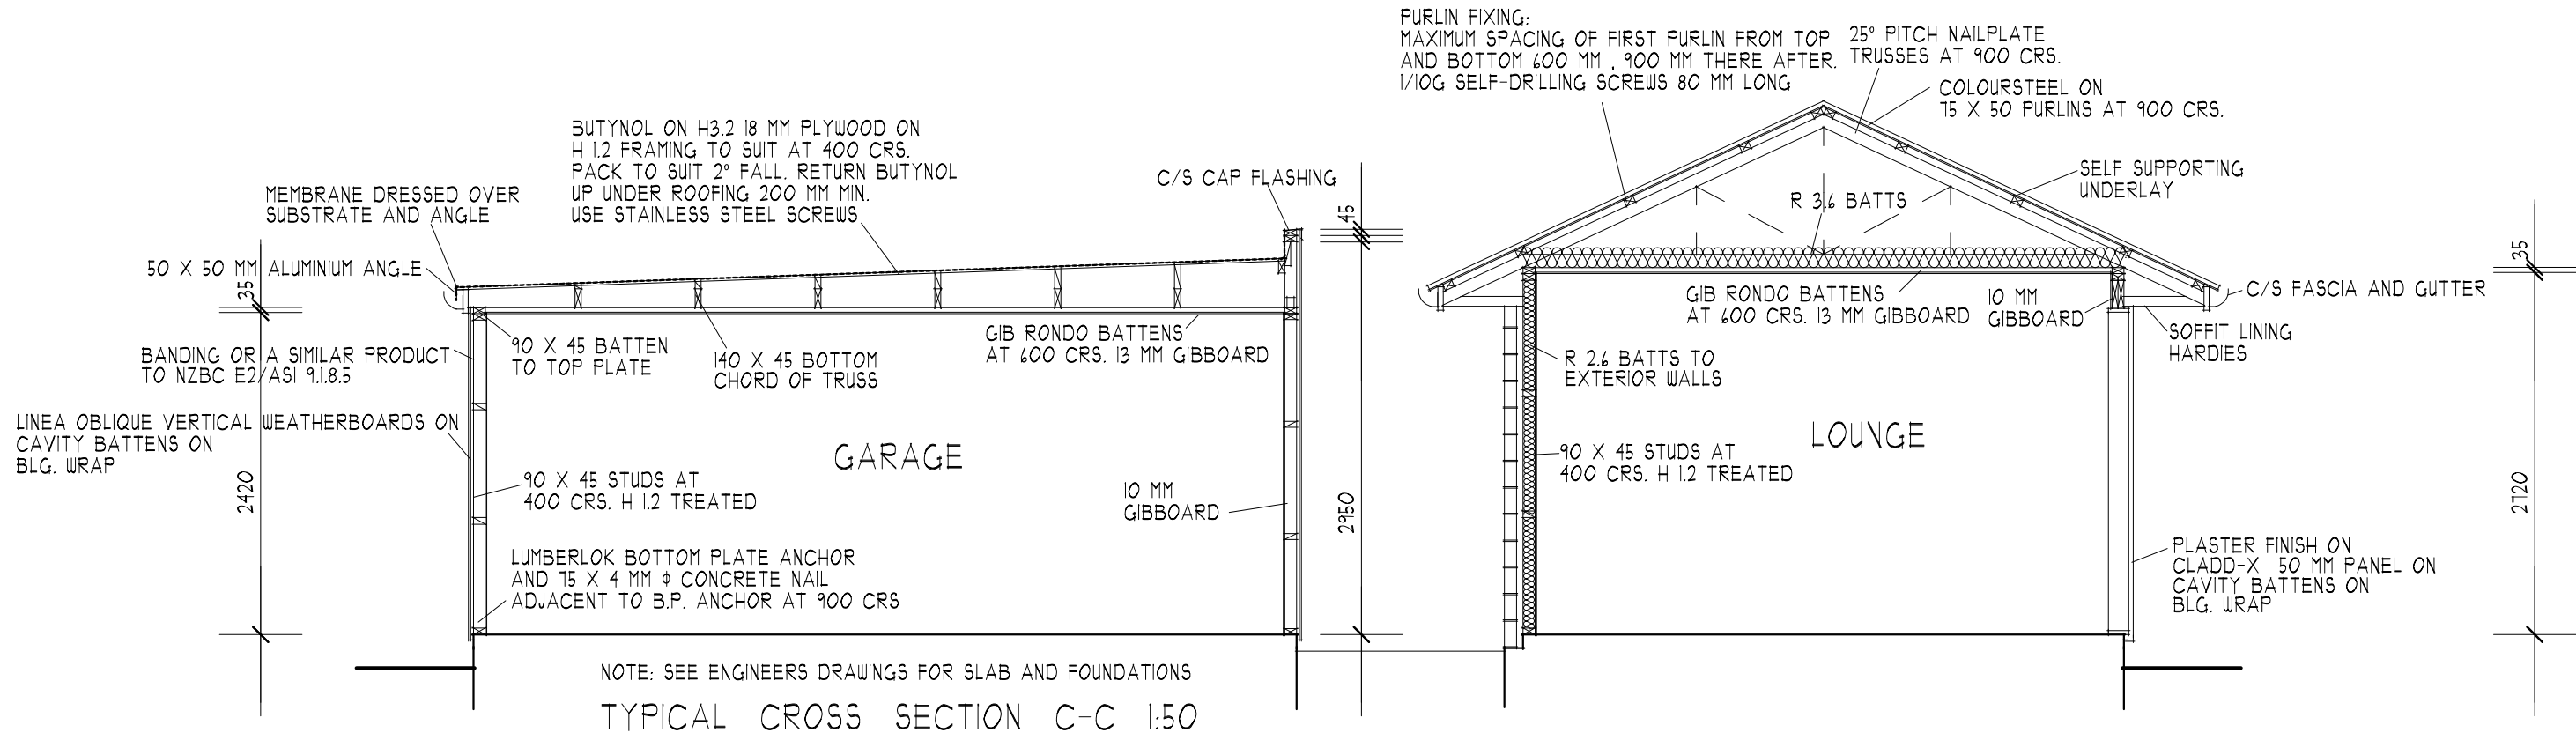 PURLIN FIXING:
MAXIMUM SPACING OF FIRST PURLIN FROM TOP
AND BOTTOM 600 MM , 900 MM THERE AFTER.
1/10G SELF-DRILLING SCREWS 80 MM LONG
25° PITCH NAILPLATE
TRUSSES AT 900 CRS.
COLOURSTEEL ON
75 X 50 PURLINS AT 900 CRS.
BUTYNOL ON H3.2 18 MM PLYWOOD ON
H 1.2 FRAMING TO SUIT AT 400 CRS.
PACK TO SUIT 2° FALL. RETURN BUTYNOL
UP UNDER ROOFING 200 MM MIN.
USE STAINLESS STEEL SCREWS
MEMBRANE DRESSED OVER
SUBSTRATE AND ANGLE
C/S CAP FLASHING
SELF SUPPORTING
UNDERLAY
R 3.6 BATTS
50 X 50 MM ALUMINIUM ANGLE
35
45
35
GIB RONDO BATTENS
AT 600 CRS. 13 MM GIBBOARD
10 MM
GIBBOARD
C/S FASCIA AND GUTTER
SOFFIT LINING
HARDIES
BANDING OR A SIMILAR PRODUCT
TO NZBC E2/AS1 9.1.8.5
90 X 45 BATTEN
TO TOP PLATE
140 X 45 BOTTOM
CHORD OF TRUSS
GIB RONDO BATTENS
AT 600 CRS. 13 MM GIBBOARD
R 2.6 BATTS TO
EXTERIOR WALLS
LINEA OBLIQUE VERTICAL WEATHERBOARDS ON
CAVITY BATTENS ON
BLG. WRAP
GARAGE
LOUNGE
90 X 45 STUDS AT
400 CRS. H 1.2 TREATED
10 MM
GIBBOARD
90 X 45 STUDS AT
400 CRS. H 1.2 TREATED
2420
2950
2720
LUMBERLOK BOTTOM PLATE ANCHOR
AND 75 X 4 MM ϕ CONCRETE NAIL
ADJACENT TO B.P. ANCHOR AT 900 CRS
PLASTER FINISH ON
CLADD-X 50 MM PANEL ON
CAVITY BATTENS ON
BLG. WRAP
NOTE: SEE ENGINEERS DRAWINGS FOR SLAB AND FOUNDATIONS
TYPICAL CROSS SECTION C-C 1:50